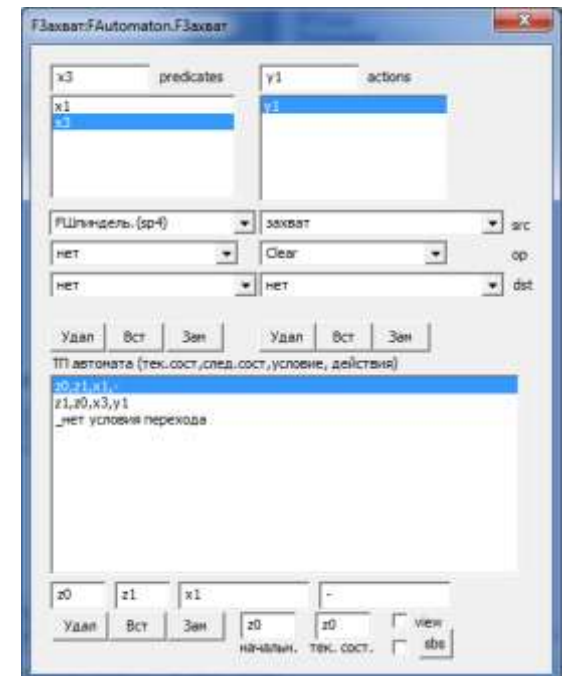 FЗахват:FAutomaton.FЗахват
x3 predicates y1 actions
x1 y1
x3
FШпиндель.(sp4) захват src
нет Clear op
нет нет dst
Удал Вст Зам Удал Вст Зам
ТП автомата (тек.сост,след.сост,условие, действия)
z0,z1,x1,-
z1,z0,x3,y1
_нет условия перехода
z0 z1 x1 -
Удал Вст Зам z0 z0 view
начальн. тек. сост. sbs